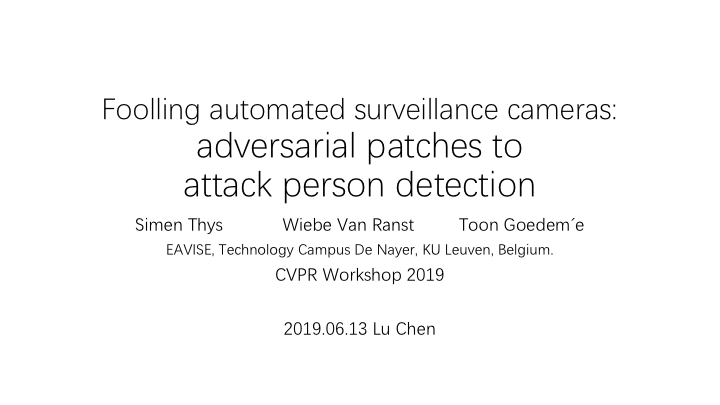 Foolling automated surveillance cameras:
adversarial patches to
attack person detection
Simen Thys Wiebe Van Ranst Toon Goedem´e
EAVISE, Technology Campus De Nayer, KU Leuven, Belgium.
CVPR Workshop 2019
2019.06.13 Lu Chen